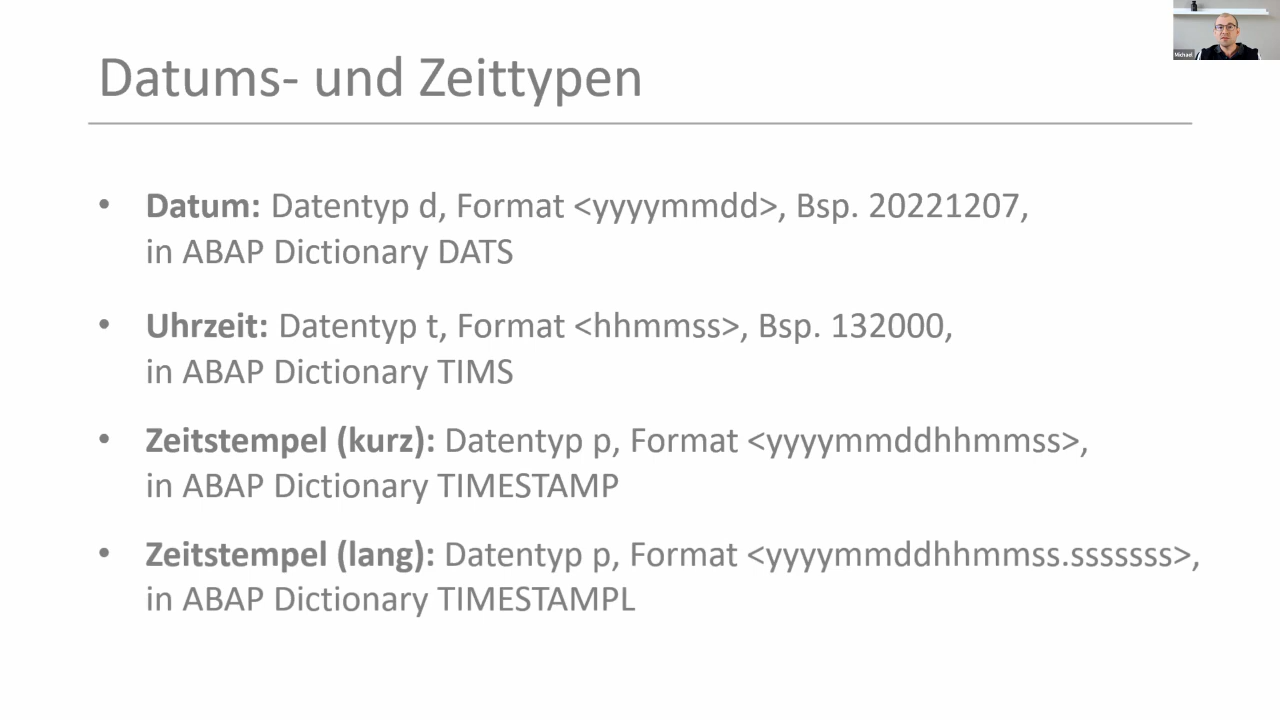 Michael
Datums- und Zeittypen
• Datum: Datentyp d, Format <yyyymmdd>, Bsp. 20221207,
in ABAP Dictionary DATS
• Uhrzeit: Datentyp t, Format <hhmmss>, Bsp. 132000,
in ABAP Dictionary TIMS
• Zeitstempel (kurz): Datentyp p, Format <yyyymmddhhmmss>,
in ABAP Dictionary TIMESTAMP
• Zeitstempel (lang): Datentyp p, Format <yyyymmddhhmmss.sssssss>,
in ABAP Dictionary TIMESTAMPL